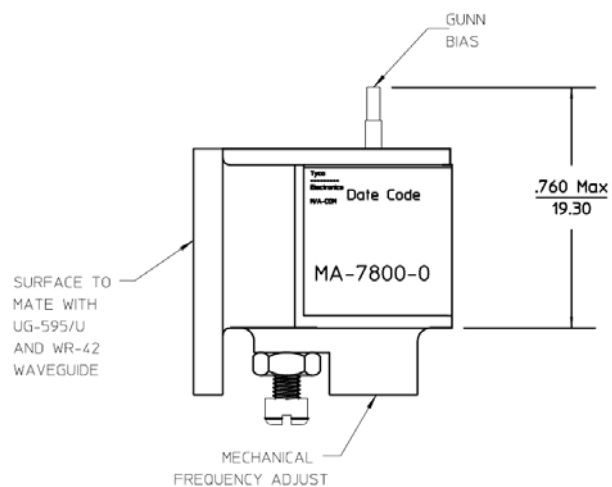 GUNN
BIAS
.760 Max
19.30
Tyco
Electronics
M/A-COM
Date Code
MA-7800-0
SURFACE TO
MATE WITH
UG-595/U
AND WR-42
WAVEGUIDE
MECHANICAL
FREQUENCY ADJUST